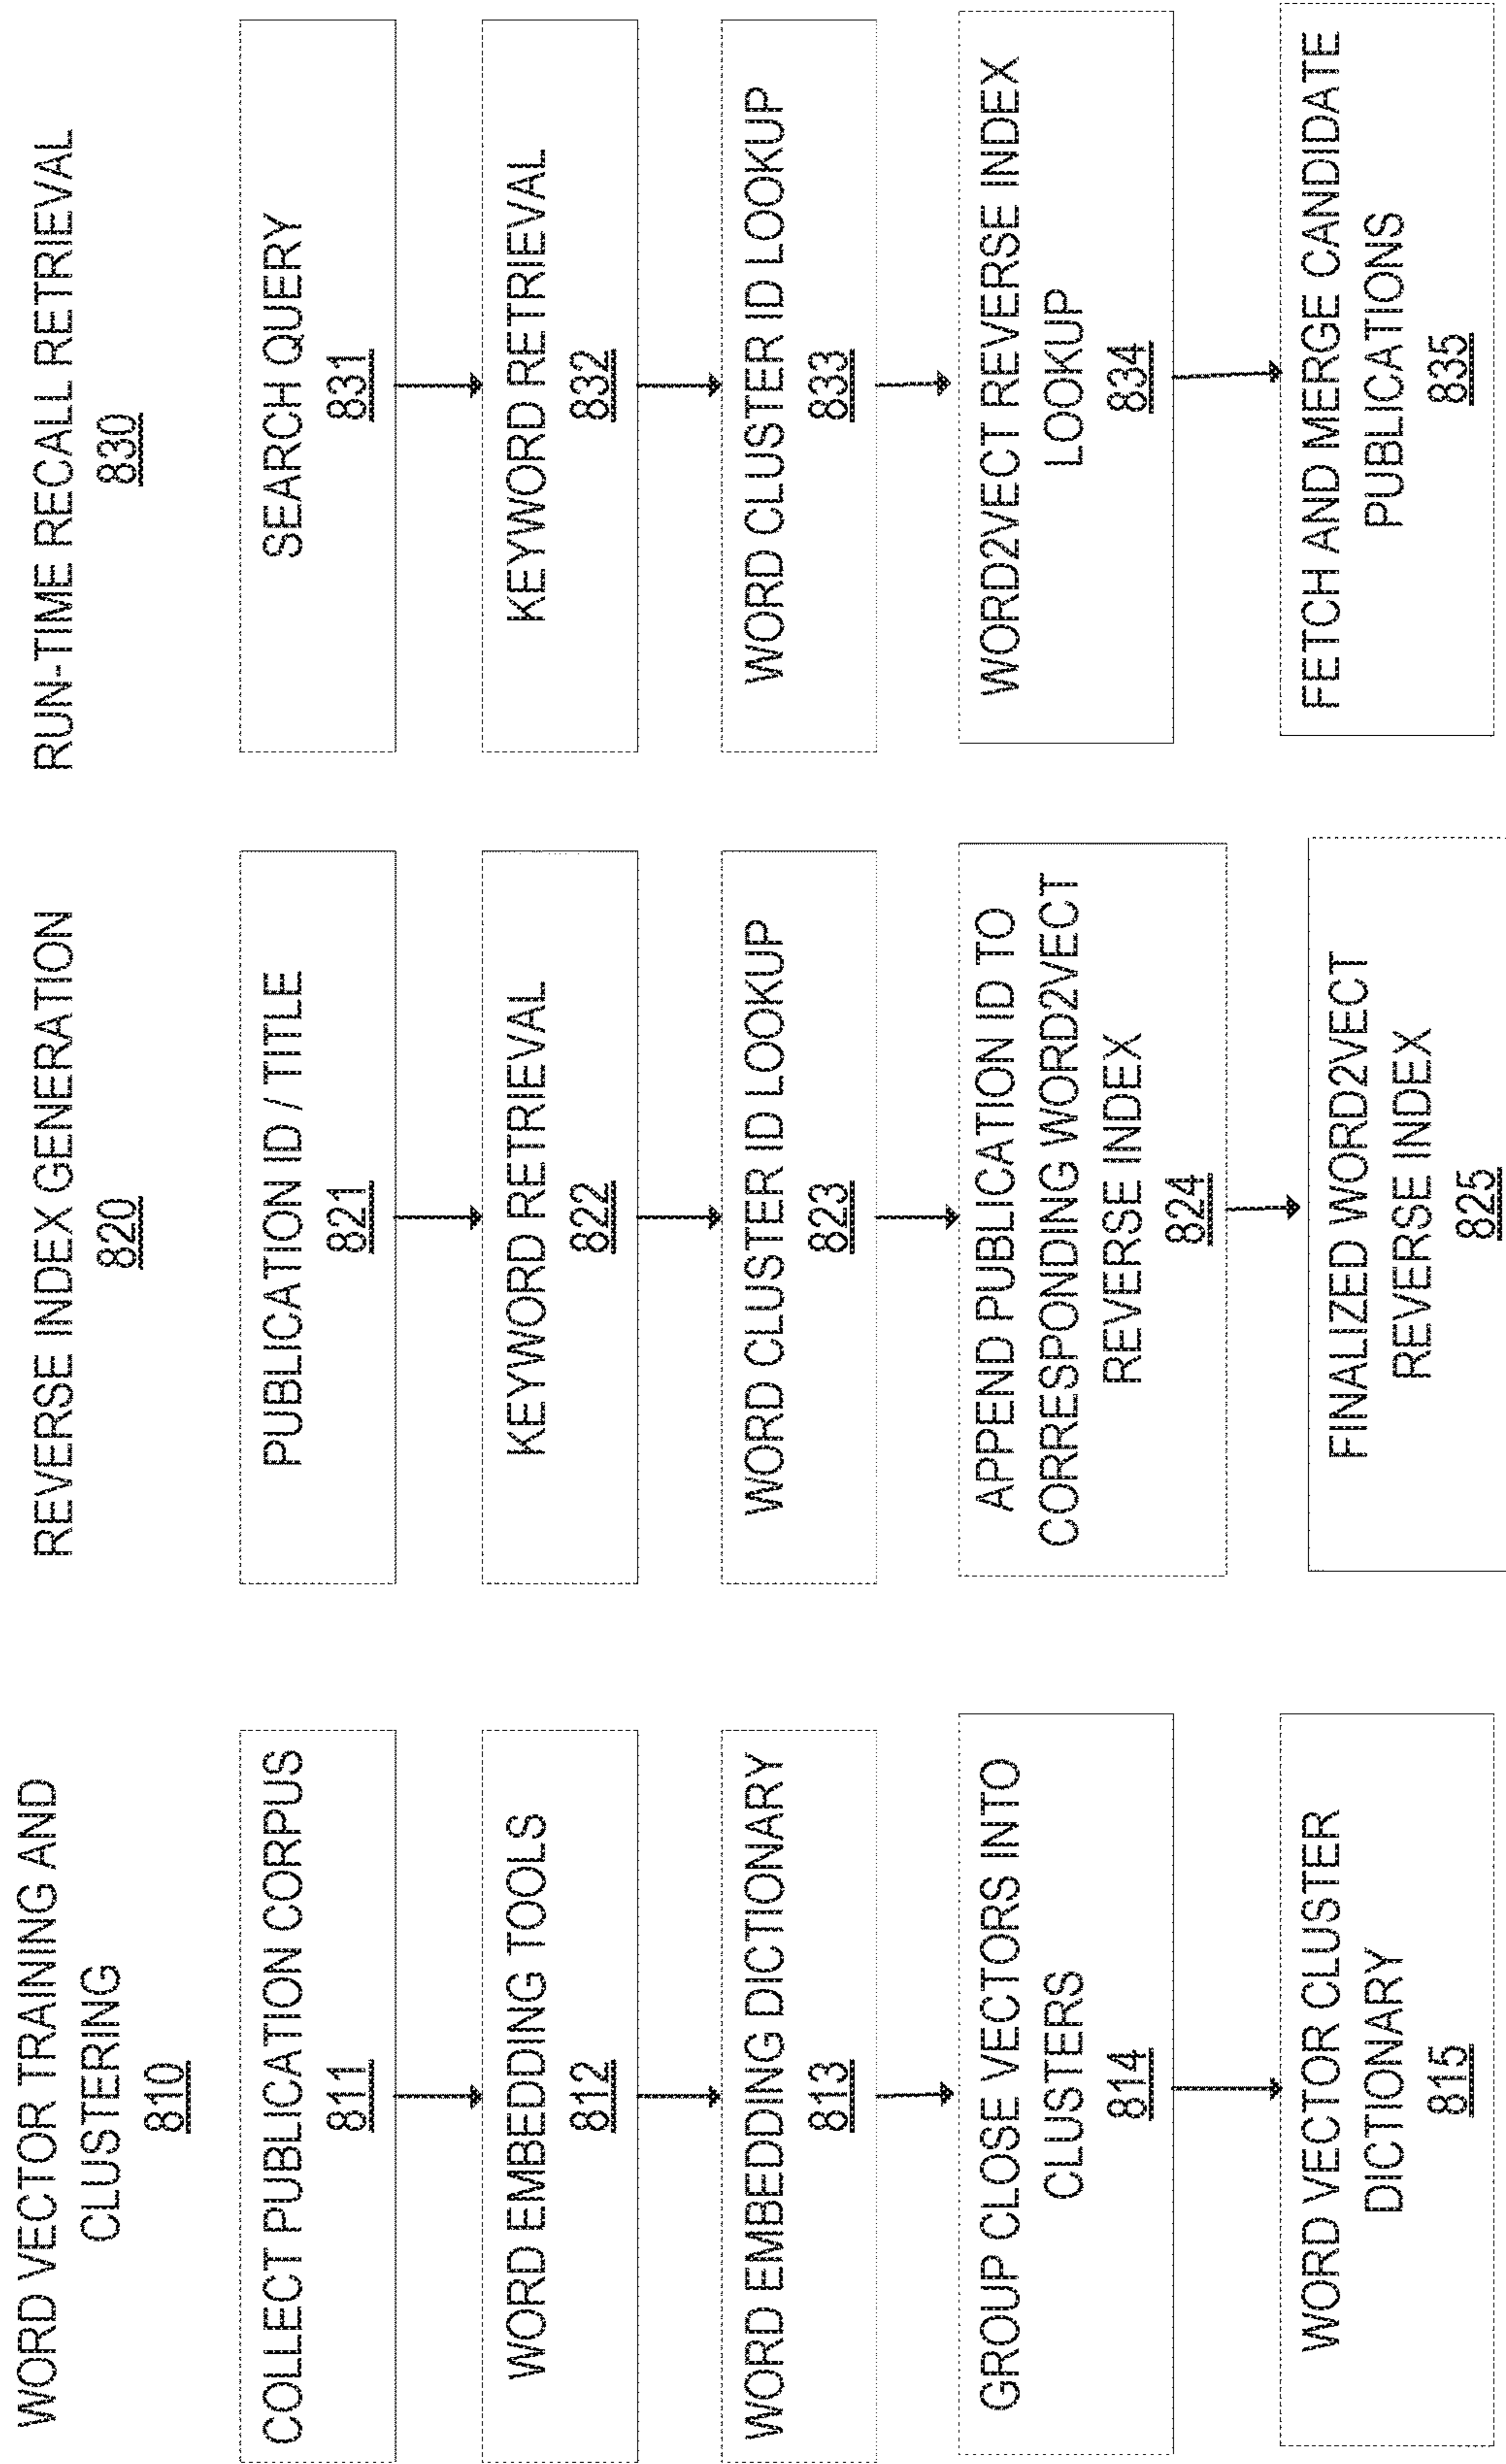 WORD VECTOR TRAINING AND
CLUSTERING
810
COLLECT PUBLICATION CORPUS
811
WORD EMBEDDING TOOLS
812
WORD EMBEDDING DICTIONARY
813
GROUP CLOSE VECTORS INTO
CLUSTERS
814
WORD VECTOR CLUSTER
DICTIONARY
815
REVERSE INDEX GENERATION
820
PUBLICATION ID / TITLE
821
KEYWORD RETRIEVAL
822
WORD CLUSTER ID LOOKUP
823
APPEND PUBLICATION ID TO
CORRESPONDING WORD2VECT
REVERSE INDEX
824
FINALIZED WORD2VECT
REVERSE INDEX
825
RUN-TIME RECALL RETRIEVAL
830
SEARCH QUERY
831
KEYWORD RETRIEVAL
832
WORD CLUSTER ID LOOKUP
833
WORD2VECT REVERSE INDEX
LOOKUP
834
FETCH AND MERGE CANDIDATE
PUBLICATIONS
835